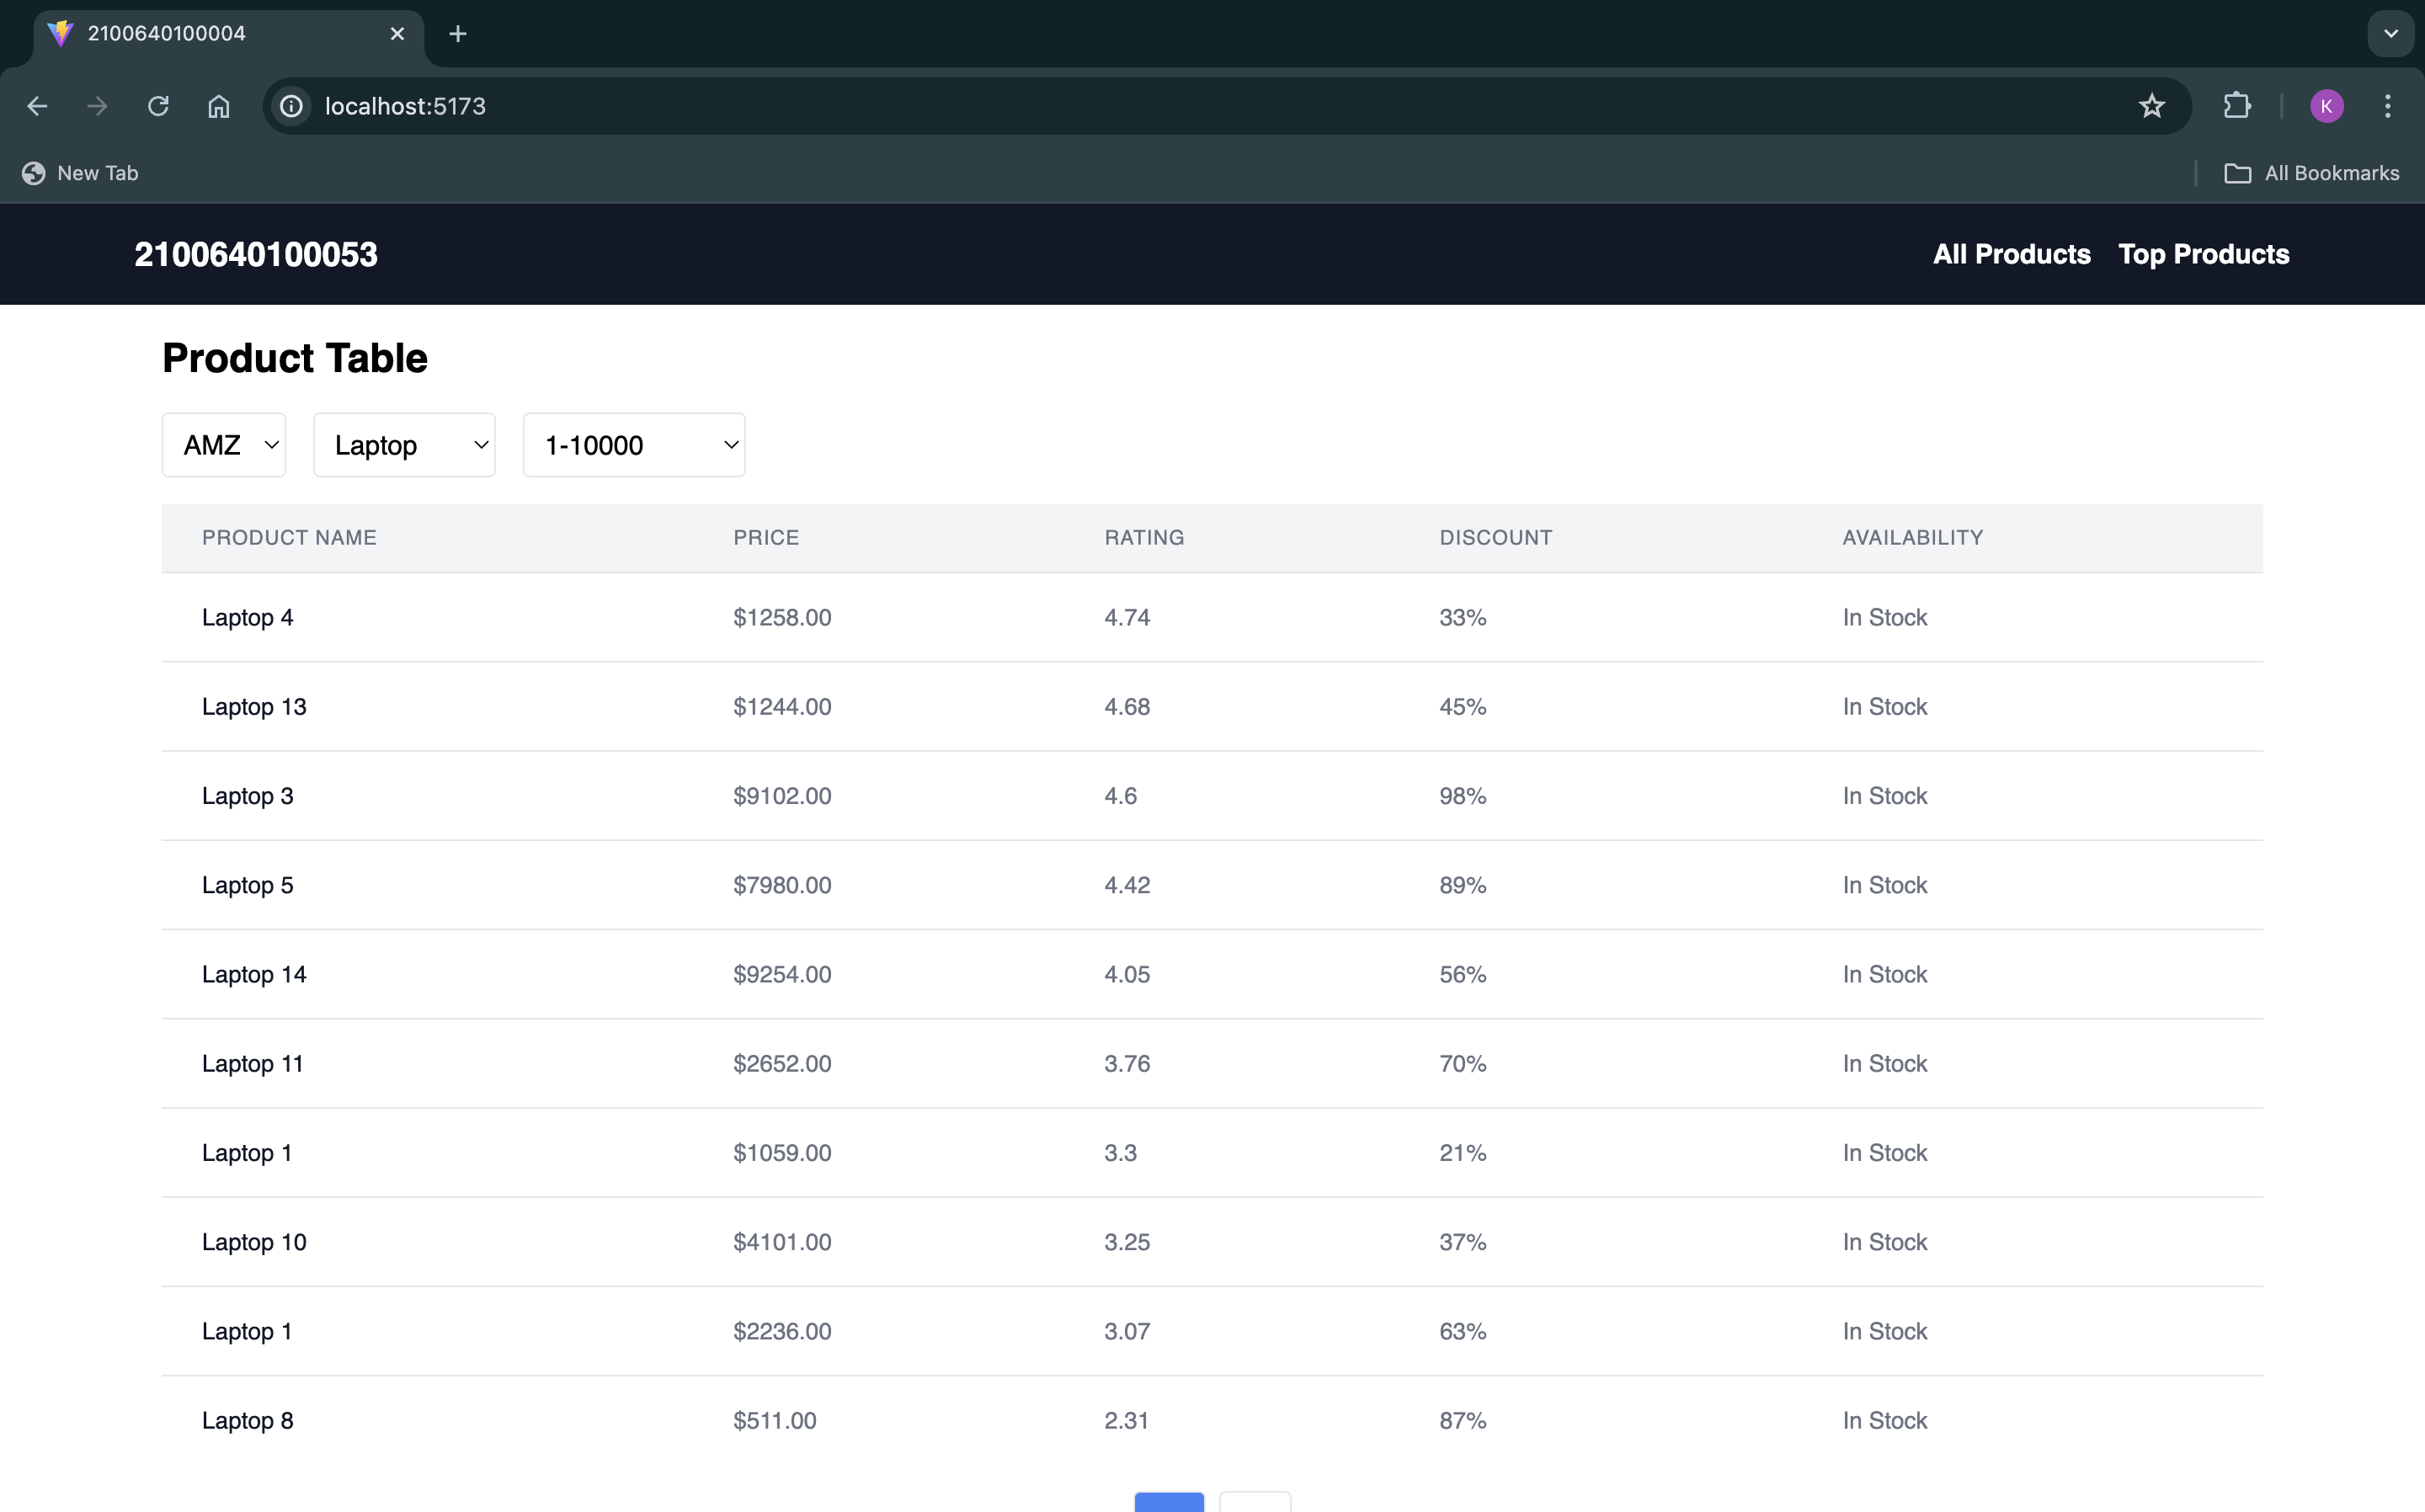 2100640100004
localhost:5173
New Tab
All Bookmarks
2100640100053
All Products Top Products
Product Table
AMZ Laptop 1-10000
PRODUCT NAME PRICE RATING DISCOUNT AVAILABILITY
Laptop 4 $1258.00 4.74 33% In Stock
Laptop 13 $1244.00 4.68 45% In Stock
Laptop 3 $9102.00 4.6 98% In Stock
Laptop 5 $7980.00 4.42 89% In Stock
Laptop 14 $9254.00 4.05 56% In Stock
Laptop 11 $2652.00 3.76 70% In Stock
Laptop 1 $1059.00 3.3 21% In Stock
Laptop 10 $4101.00 3.25 37% In Stock
Laptop 1 $2236.00 3.07 63% In Stock
Laptop 8 $511.00 2.31 87% In Stock
K